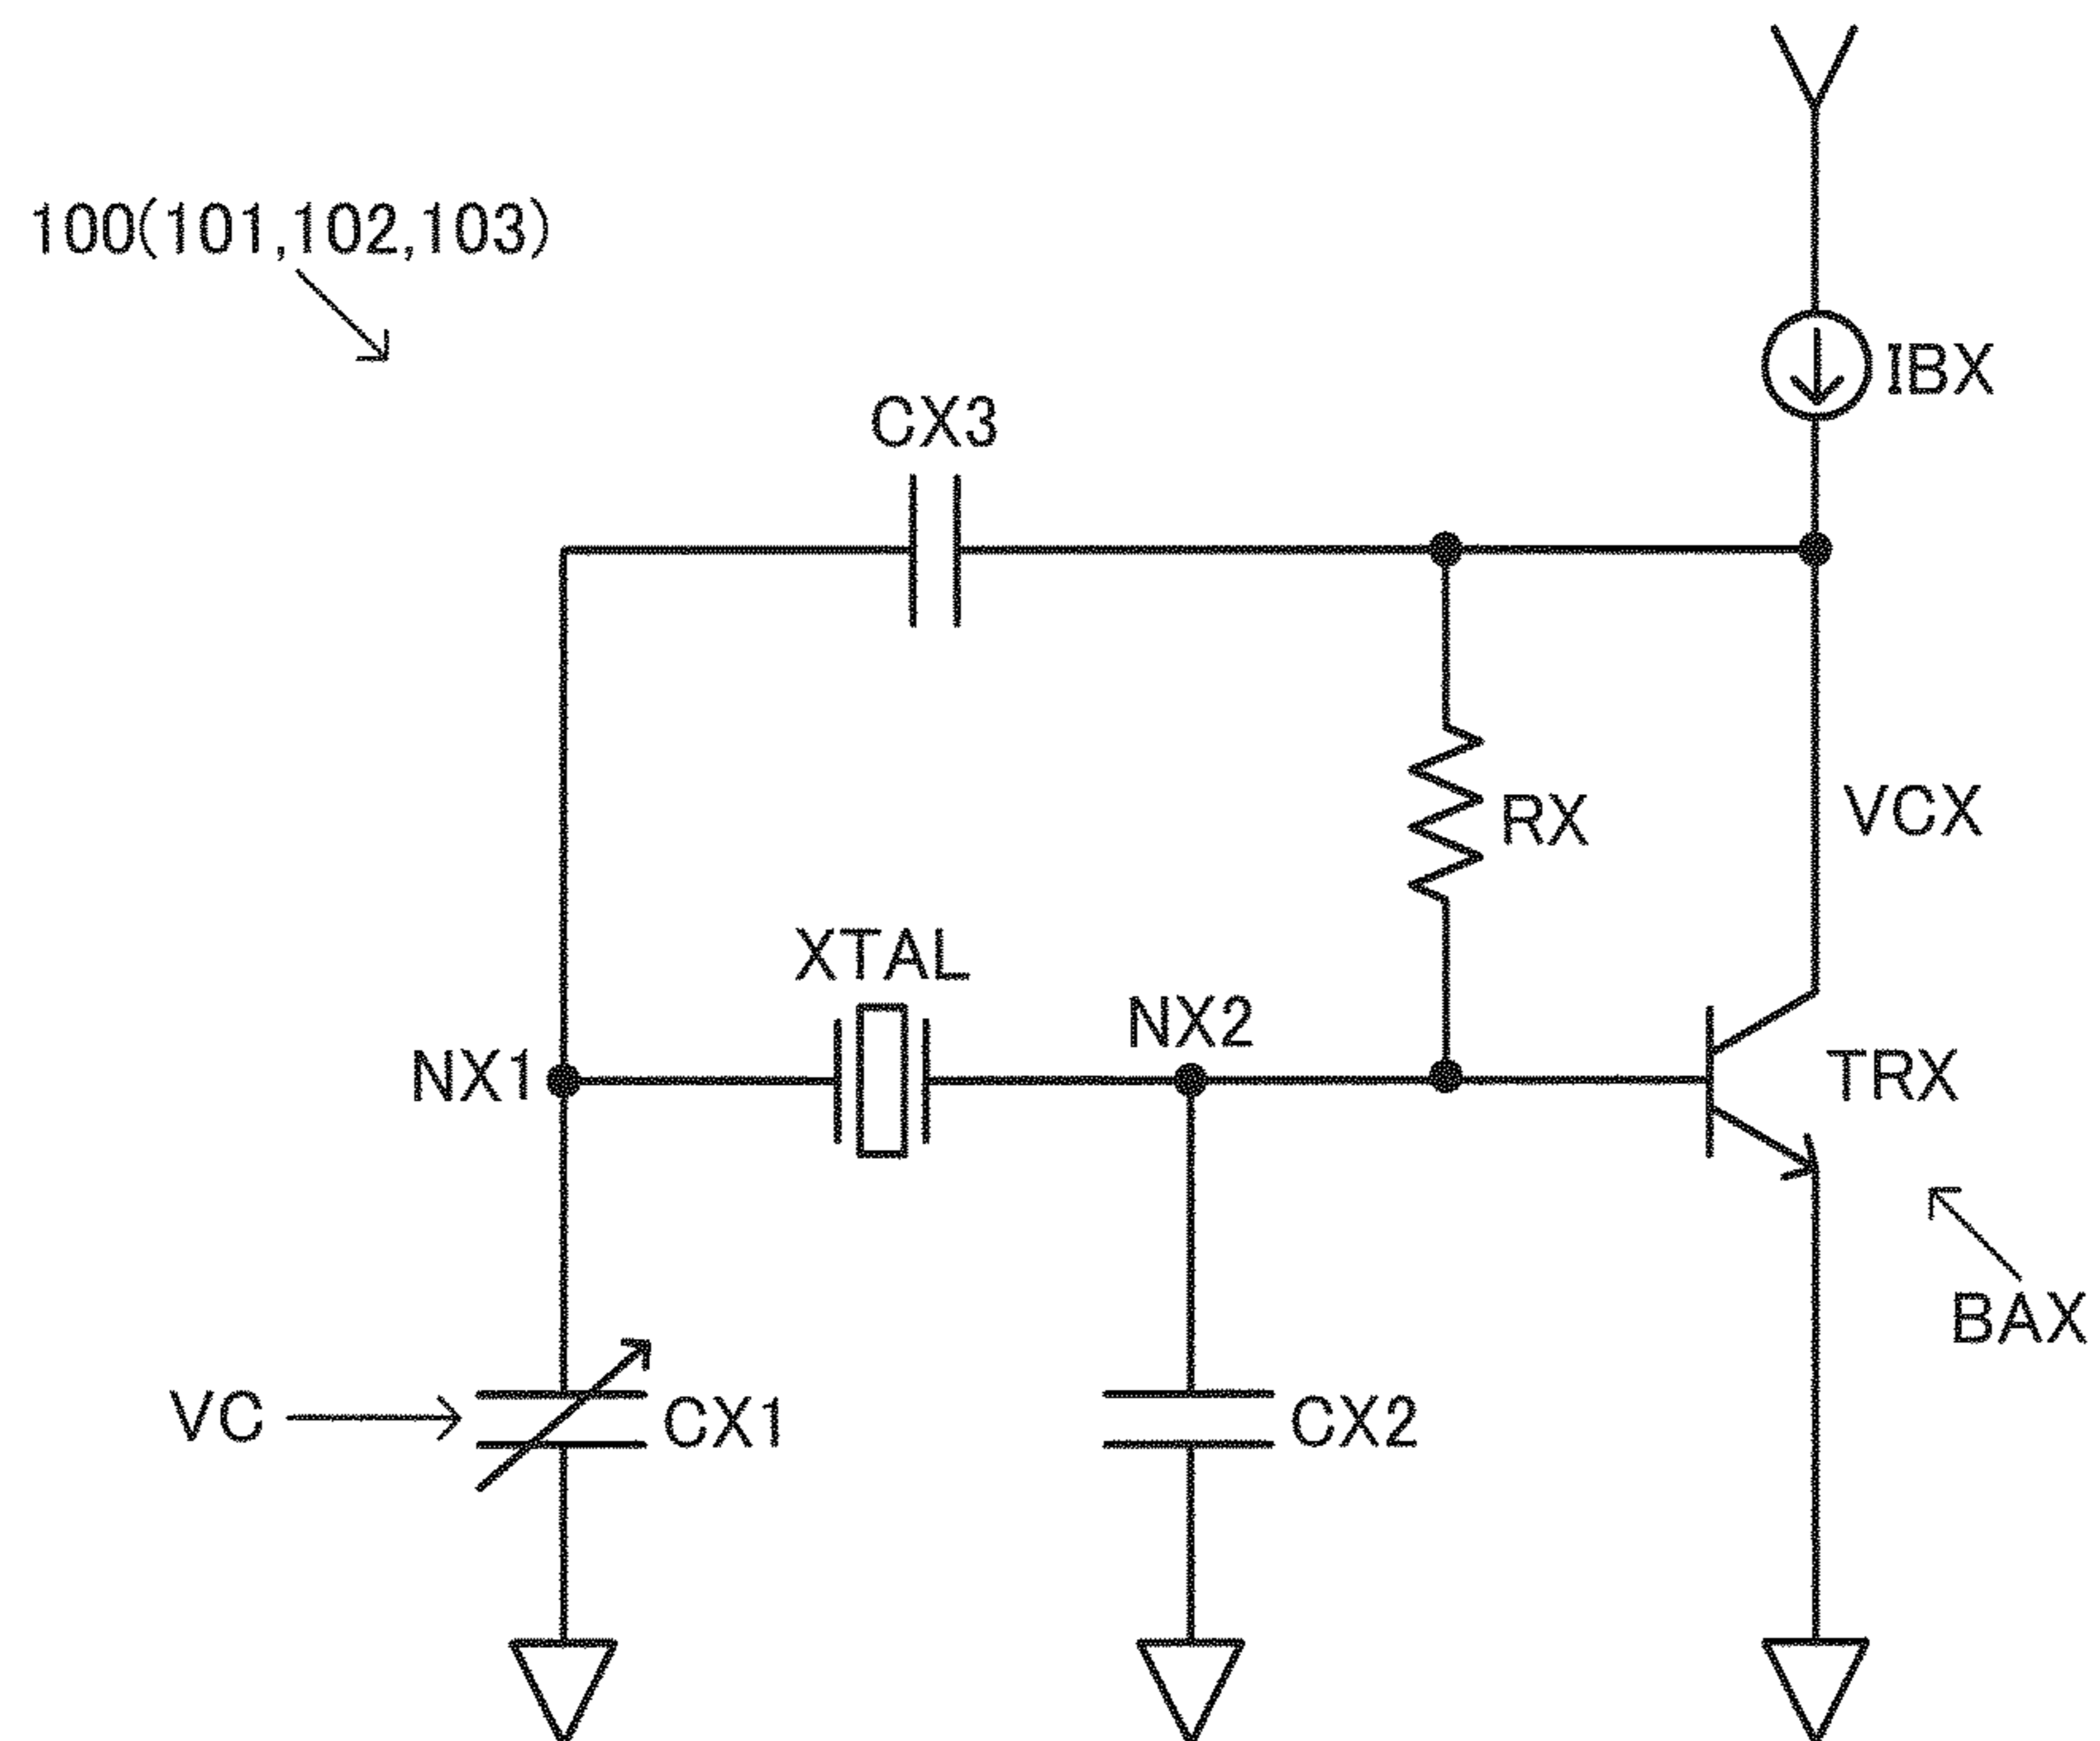 100(101,102,103)
IBX
CX3
RX
VCX
XTAL
NX2
NX1
TRX
BAX
VC
CX1
CX2